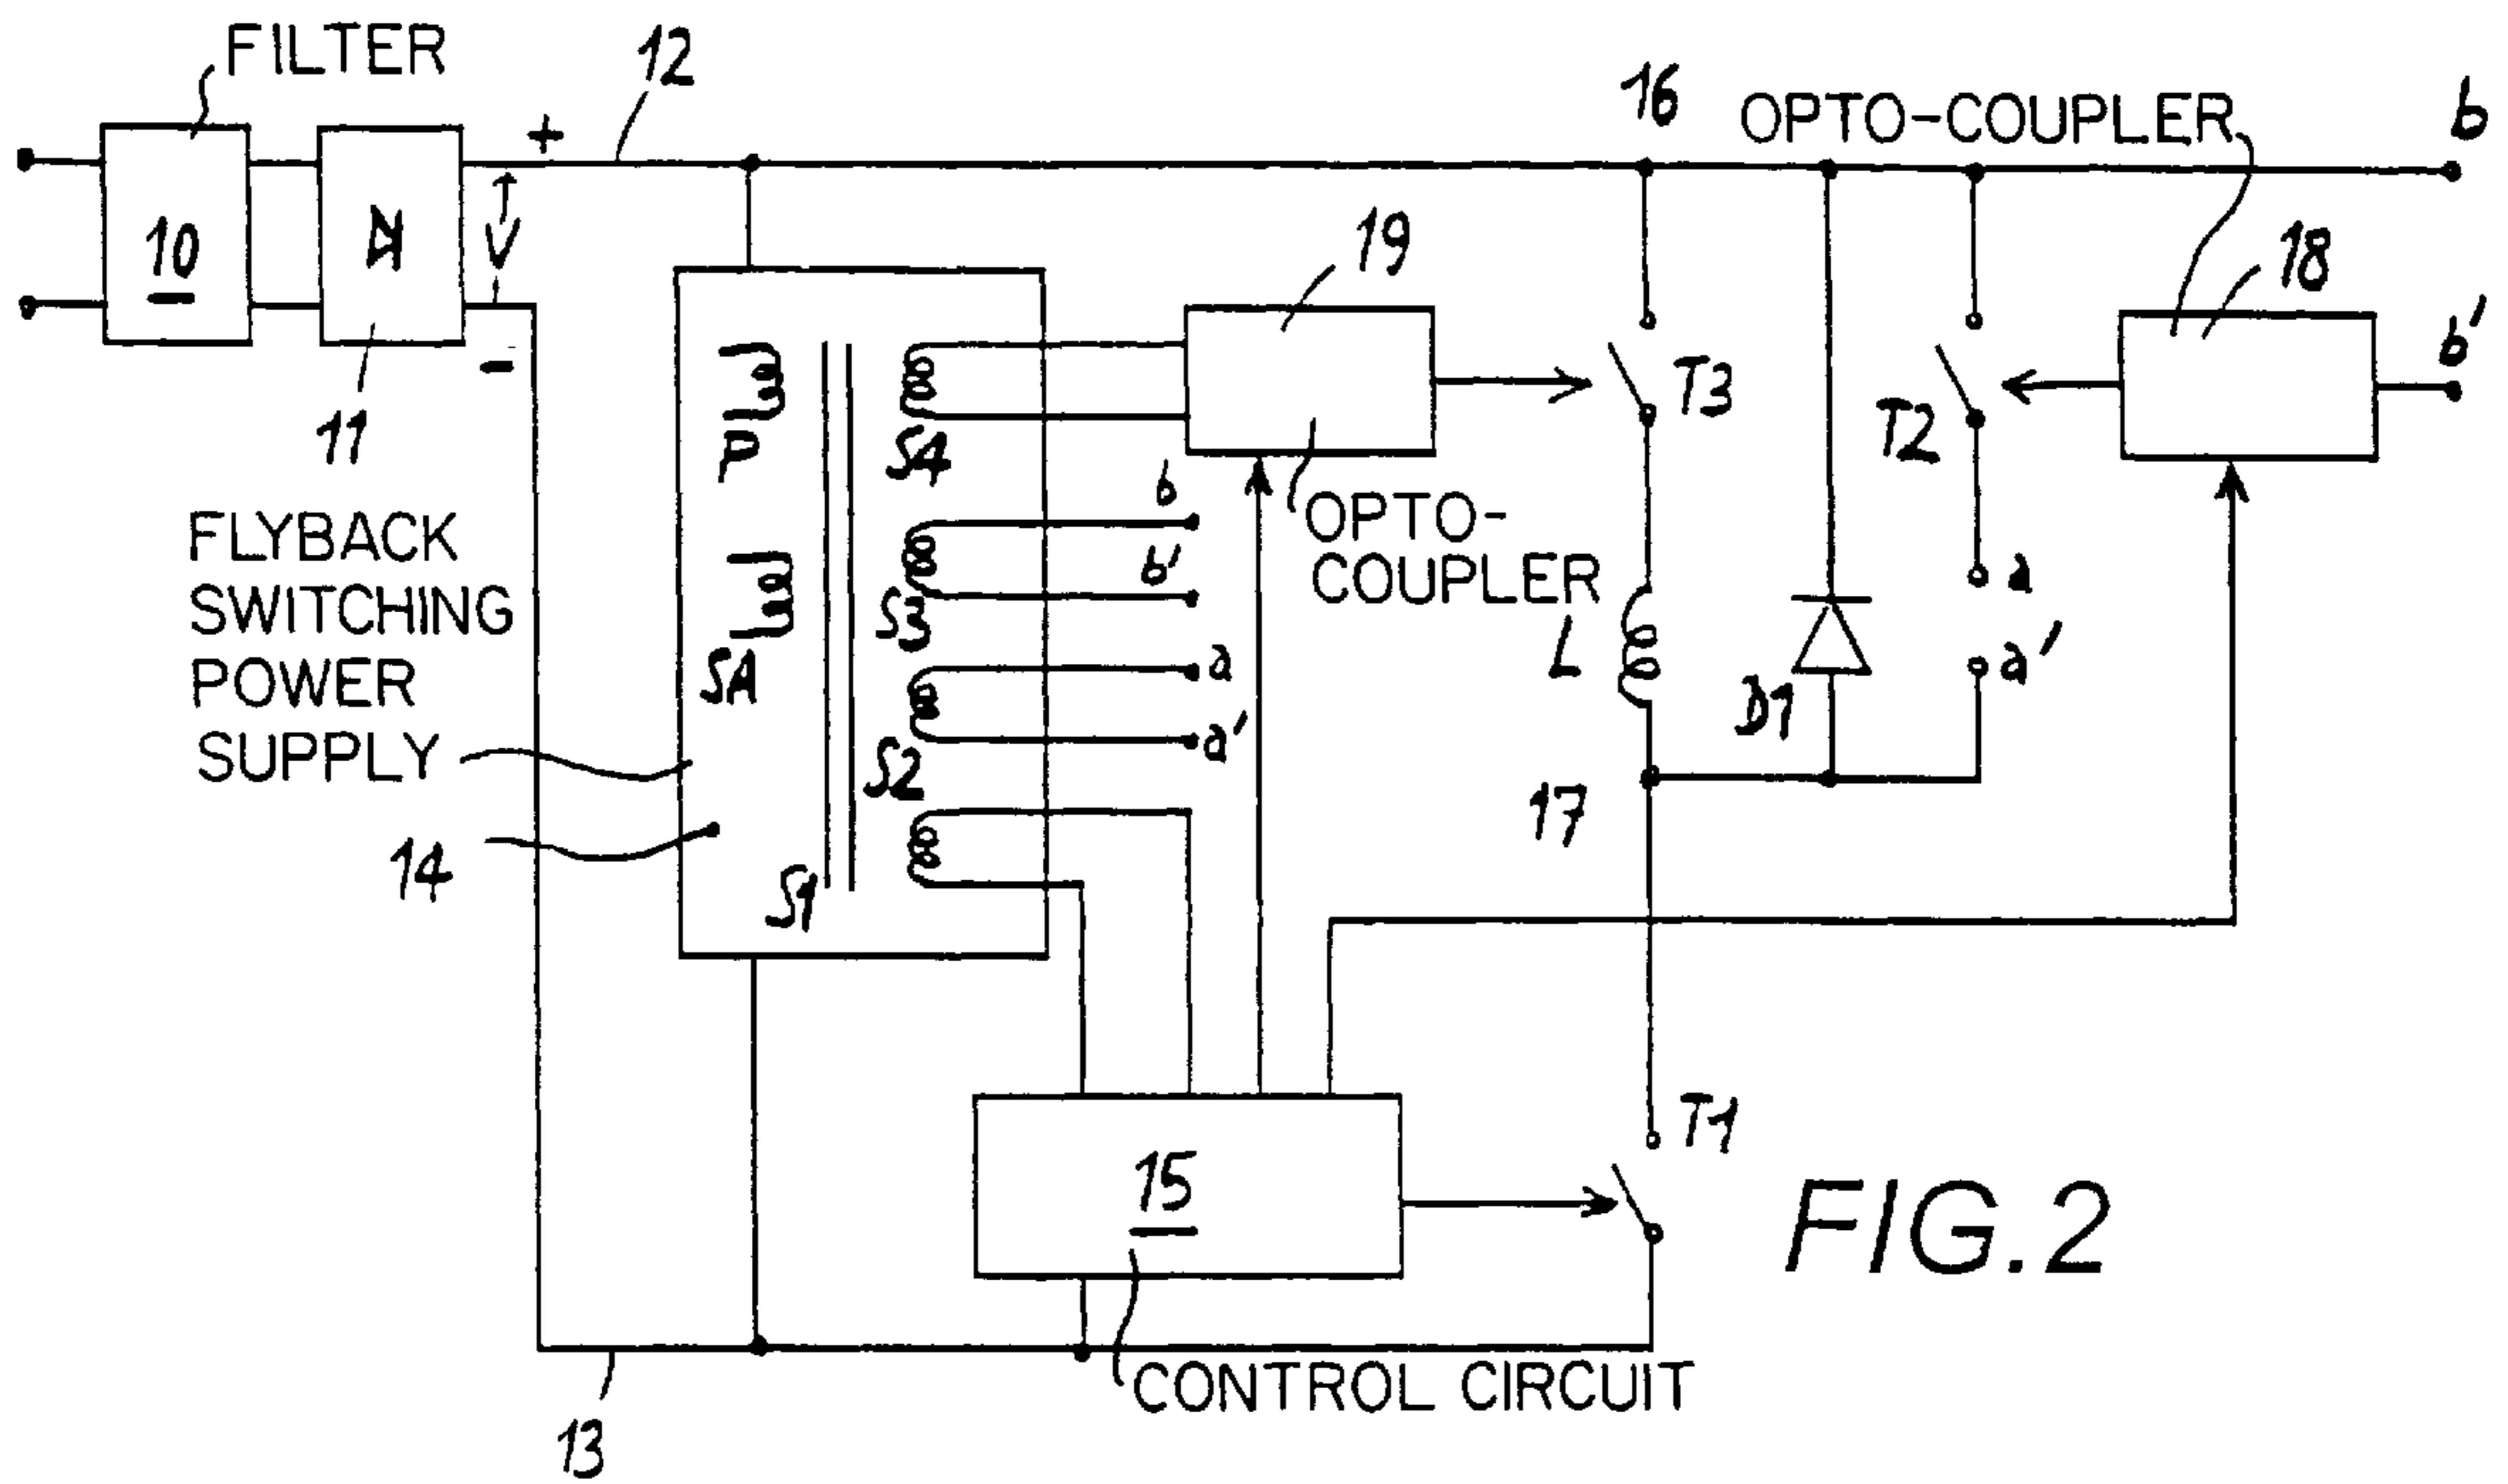 FILTER
12
16
OPTO-COUPLER
b
+
10
V
19
18
b'
-
11
P
S4
T3
T2
b
OPTO-
COUPLER
b'
FLYBACK
SWITCHING
POWER
SUPPLY
SA
S3
a
a'
L
a
a'
D1
S2
17
14
S1
15
T1
FIG.2
CONTROL CIRCUIT
13